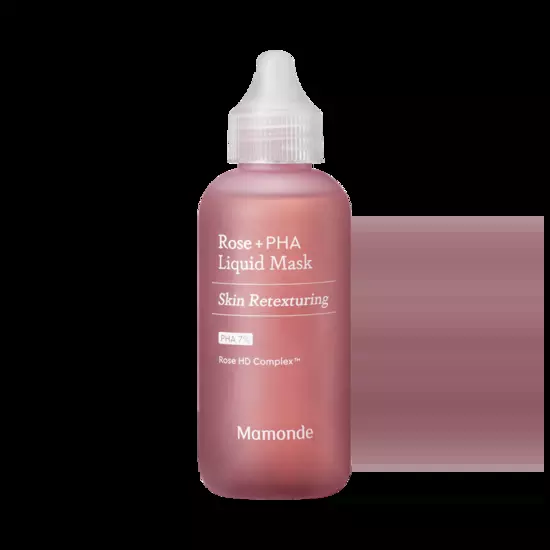 Rose + PHA
Liquid Mask
Skin Retexturing
PHA 7%
Rose HD Complex™
Mamonde